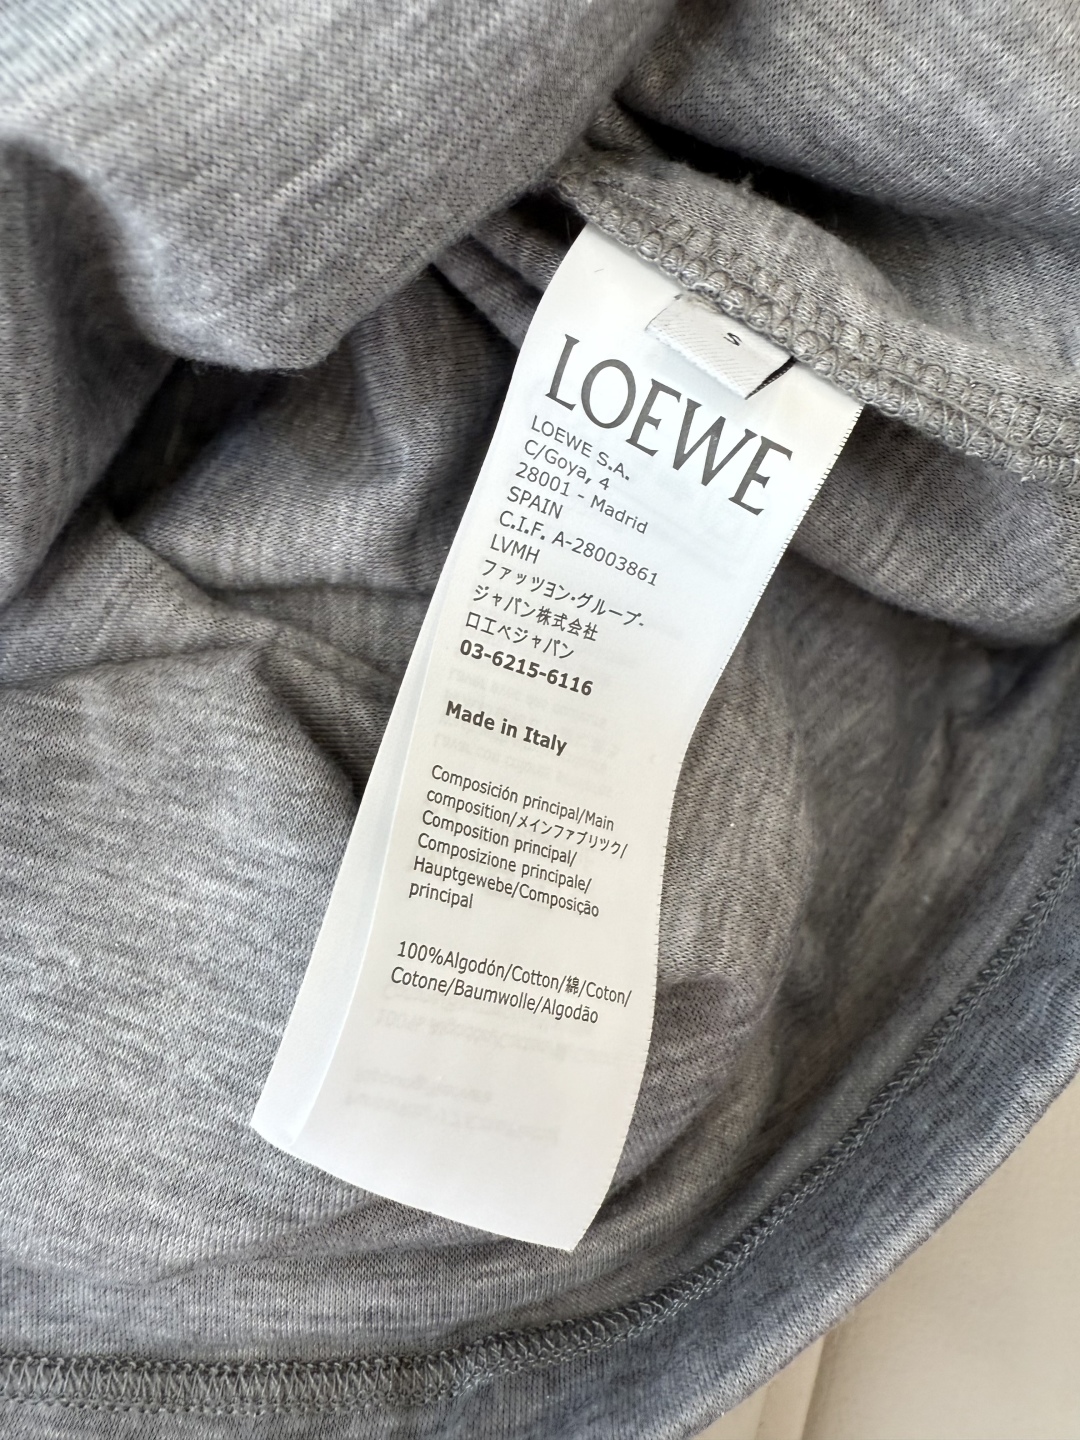 S
LOEWE
LOEWE S.A.
C/Goya, 4
28001 - Madrid
SPAIN
C.I.F. A-28003861
LVMH
ファッツヨン・グループ-
ジャパン株式会社
ロエベジャパン
03-6215-6116
Made in Italy
Composición principal/Main
composition/メインファブリック/
Composition principal/
Composizione principale/
Hauptgewebe/Composição
principal
100%Algodón/Cotton/綿/Coton/
Cotone/Baumwolle/Algodão